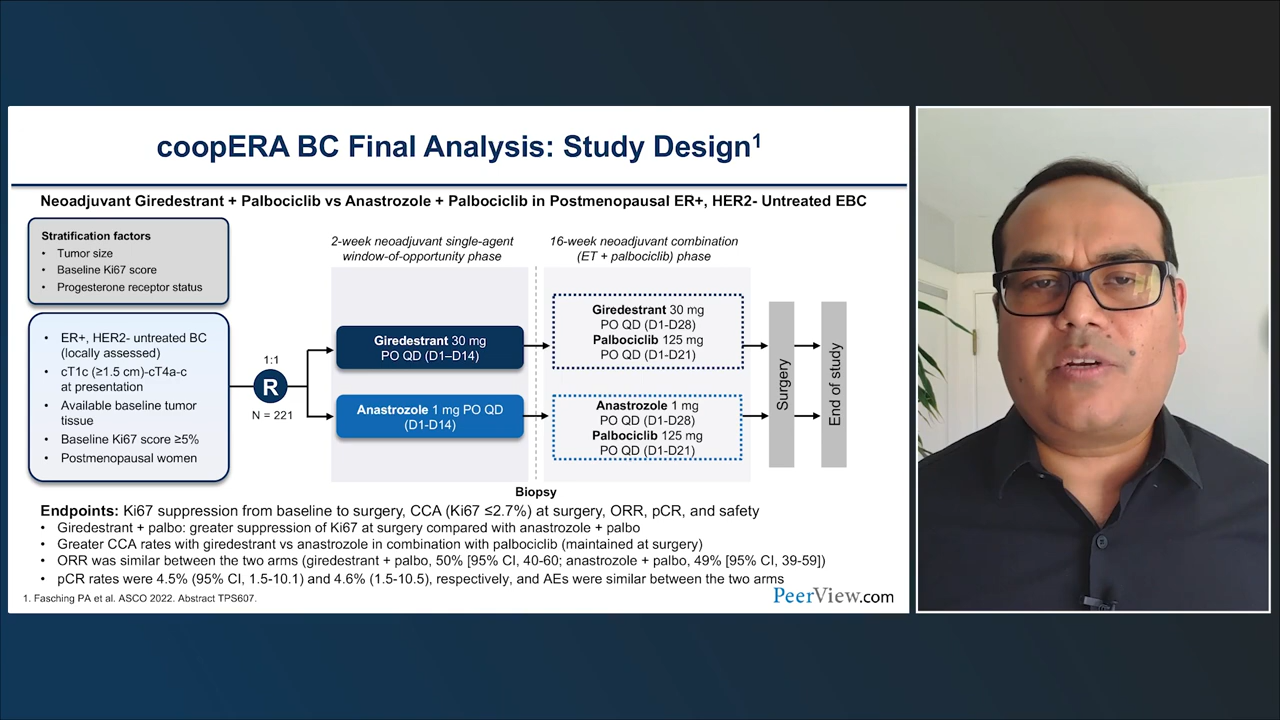 coopERA BC Final Analysis: Study Design¹
Neoadjuvant Giredestrant + Palbociclib vs Anastrozole + Palbociclib in Postmenopausal ER+, HER2- Untreated EBC
Stratification factors
• Tumor size
• Baseline Ki67 score
• Progesterone receptor status
• ER+, HER2- untreated BC
(locally assessed)
• cT1c (≥1.5 cm)-cT4a-c
at presentation
• Available baseline tumor
tissue
• Baseline Ki67 score ≥5%
• Postmenopausal women
1:1
R
N = 221
2-week neoadjuvant single-agent
window-of-opportunity phase
Giredestrant 30 mg
PO QD (D1–D14)
Anastrozole 1 mg PO QD
(D1-D14)
16-week neoadjuvant combination
(ET + palbociclib) phase
Giredestrant 30 mg
PO QD (D1-D28)
Palbociclib 125 mg
PO QD (D1-D21)
Anastrozole 1 mg
PO QD (D1-D28)
Palbociclib 125 mg
PO QD (D1-D21)
Surgery
End of study
Biopsy
Endpoints: Ki67 suppression from baseline to surgery, CCA (Ki67 ≤2.7%) at surgery, ORR, pCR, and safety
• Giredestrant + palbo: greater suppression of Ki67 at surgery compared with anastrozole + palbo
• Greater CCA rates with giredestrant vs anastrozole in combination with palbociclib (maintained at surgery)
• ORR was similar between the two arms (giredestrant + palbo, 50% [95% CI, 40-60; anastrozole + palbo, 49% [95% CI, 39-59])
• pCR rates were 4.5% (95% CI, 1.5-10.1) and 4.6% (1.5-10.5), respectively, and AEs were similar between the two arms
1. Fasching PA et al. ASCO 2022. Abstract TPS607.
PeerView.com